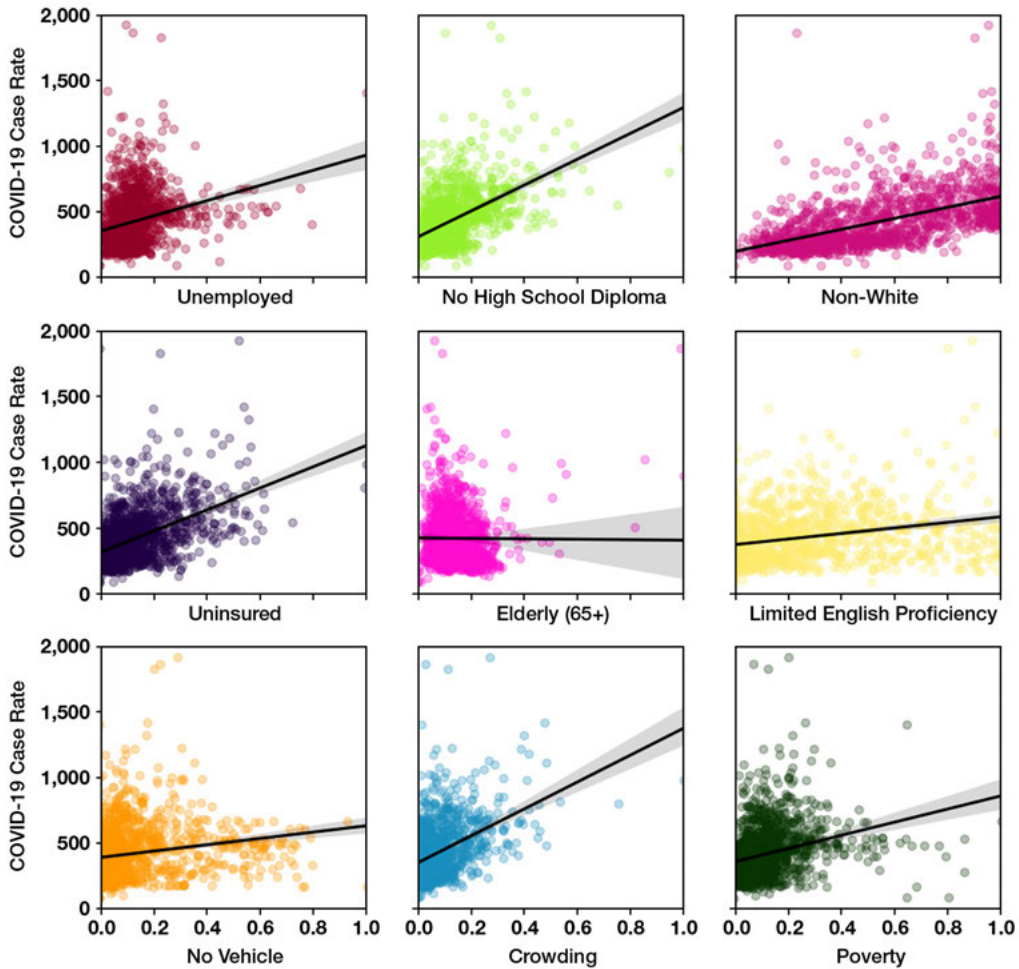 2,000
1,500
1,000
500
0
COVID-19 Case Rate
Unemployed
No High School Diploma
Non-White
2,000
1,500
1,000
500
0
COVID-19 Case Rate
Uninsured
Elderly (65+)
Limited English Proficiency
2,000
1,500
1,000
500
0
COVID-19 Case Rate
0.0 0.2 0.4 0.6 0.8 1.0
0.0 0.2 0.4 0.6 0.8 1.0
0.0 0.2 0.4 0.6 0.8 1.0
No Vehicle
Crowding
Poverty